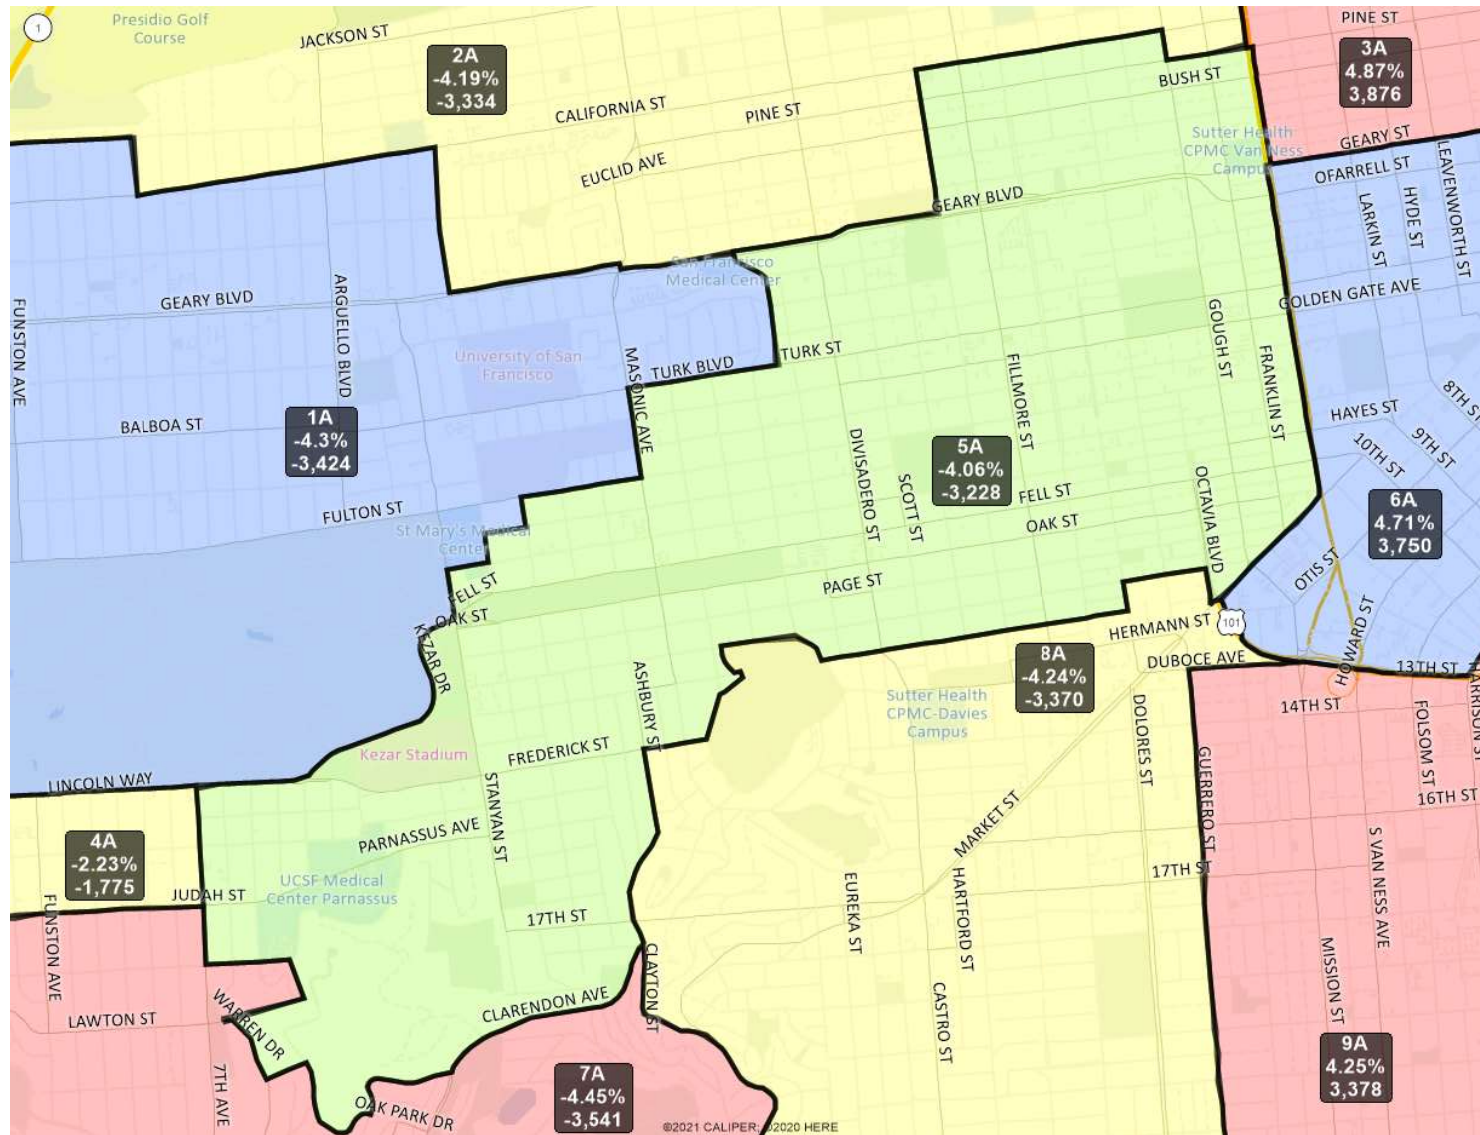 1
Presidio Golf
Course
JACKSON ST
2A
-4.19%
-3,334
CALIFORNIA ST
PINE ST
EUCLID AVE
BUSH ST
PINE ST
3A
4.87%
3,876
GEARY ST
Sutter Health
CPMC Van Ness
Campus
OFARRELL ST
LEAVENWORTH ST
HYDE ST
LARKIN ST
GEARY BLVD
San Francisco
Medical Center
GEARY BLVD
ARGUELLO BLVD
FUNSTON AVE
GOLDEN GATE AVE
GOUGH ST
FRANKLIN ST
University of San
Francisco
MASONIC AVE
TURK BLVD
TURK ST
FILLMORE ST
8TH ST
9TH ST
10TH ST
HAYES ST
BALBOA ST
1A
-4.3%
-3,424
DIVISADERO ST
SCOTT ST
5A
-4.06%
-3,228
FELL ST
OAK ST
OCTAVIA BLVD
6A
4.71%
3,750
FULTON ST
St Mary's Medical
Center
FELL ST
OAK ST
PAGE ST
OTIS ST
HOWARD ST
101
HERMANN ST
DUBOCE AVE
13TH ST
HARRISON ST
KEZAR DR
ASHBURY ST
8A
-4.24%
-3,370
Sutter Health
CPMC-Davies
Campus
DOLORES ST
14TH ST
FOLSOM ST
Kezar Stadium
FREDERICK ST
GUERRERO ST
16TH ST
LINCOLN WAY
STANYAN ST
PARNASSUS AVE
MARKET ST
S VAN NESS AVE
4A
-2.23%
-1,775
UCSF Medical
Center Parnassus
JUDAH ST
FUNSTON AVE
17TH ST
EUREKA ST
HARTFORD ST
17TH ST
CLAYTON ST
CASTRO ST
MISSION ST
CLARENDON AVE
WARREN DR
LAWTON ST
7TH AVE
OAK PARK DR
7A
-4.45%
-3,541
9A
4.25%
3,378
©2021 CALIPER; ©2020 HERE